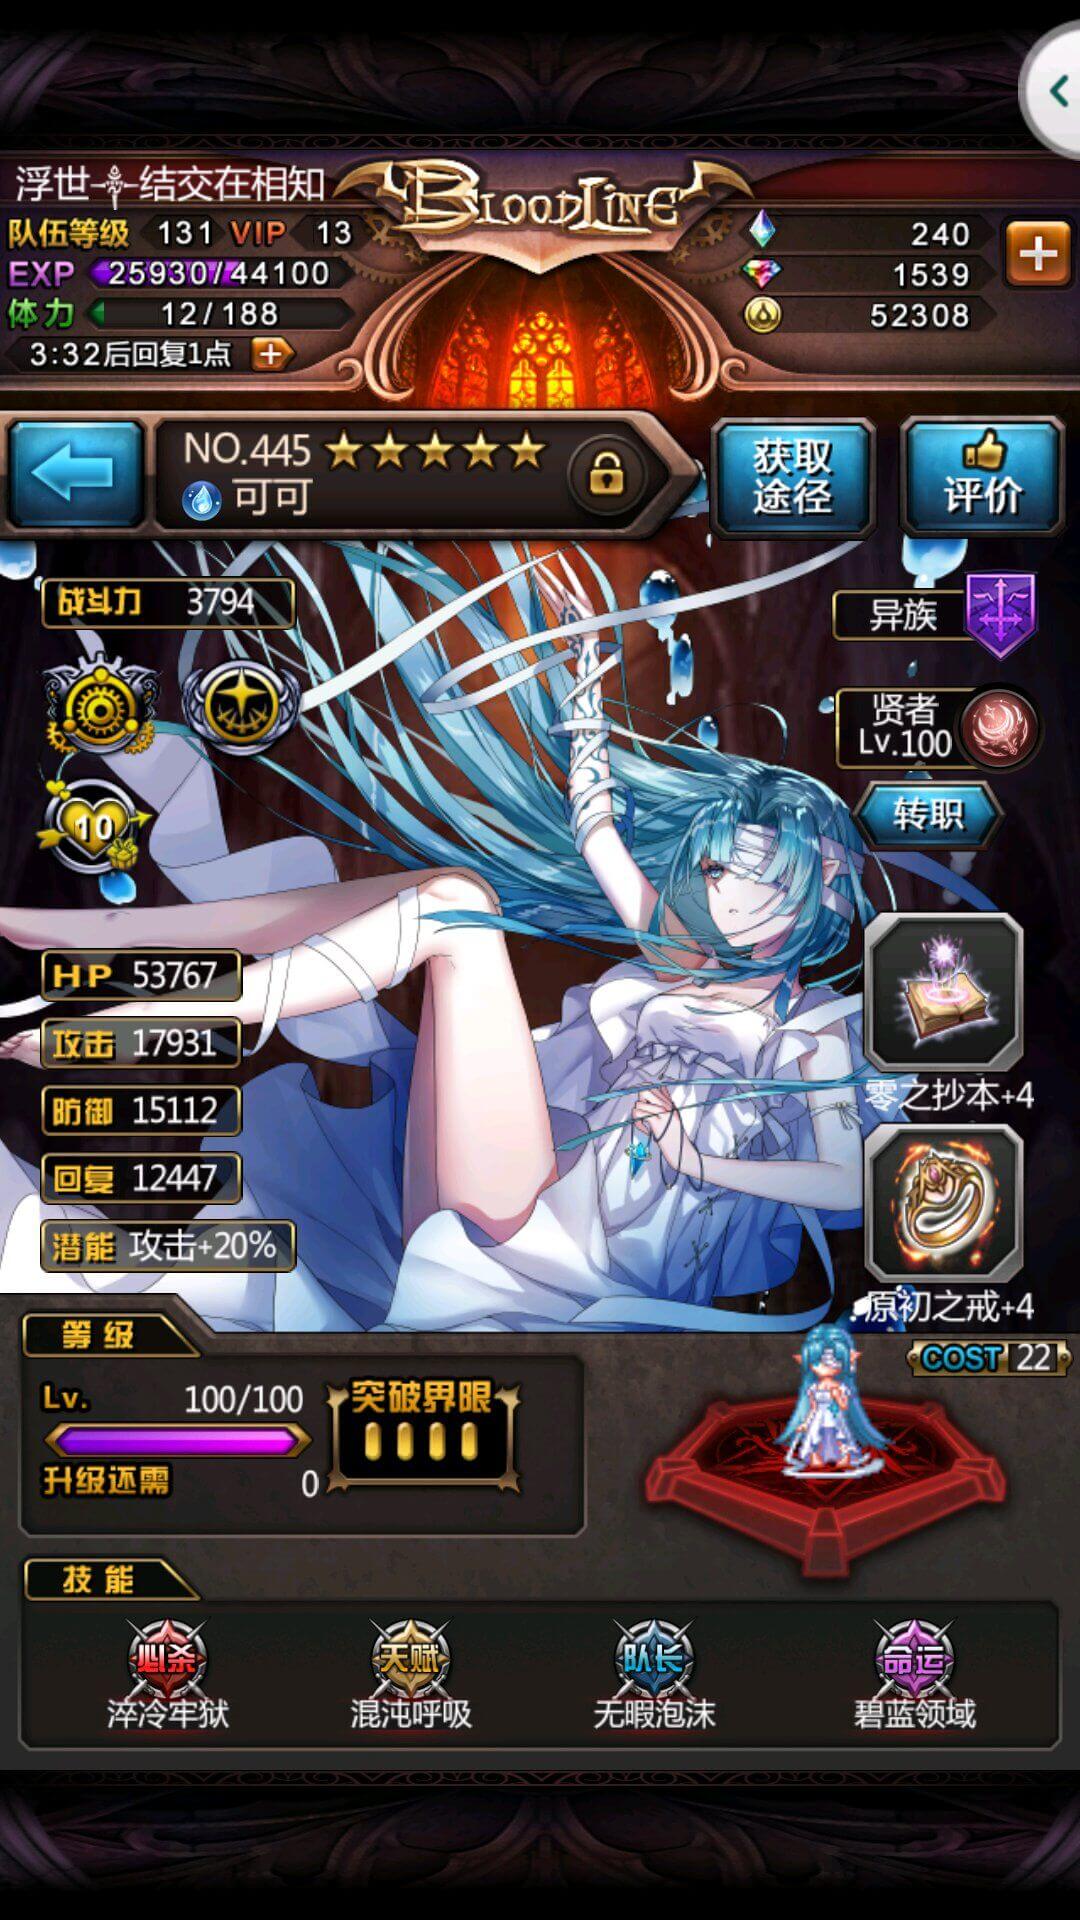 浮世 结交在相知
BLOODLINE
队伍等级 131 VIP 13
240
EXP 25930/44100
1539
体力 12/188
52308
3:32后回复1点
NO.445
可可
获取
途径
评价
战斗力 3794
异族
贤者
Lv.100
转职
10
HP 53767
攻击 17931
防御 15112
回复 12447
潜能 攻击+20%
零之抄本+4
原初之戒+4
COST 22
等级
Lv. 100/100
突破界限
升级还需 0
技能
必杀
天赋
队长
命运
淬冷牢狱
混沌呼吸
无暇泡沫
碧蓝领域